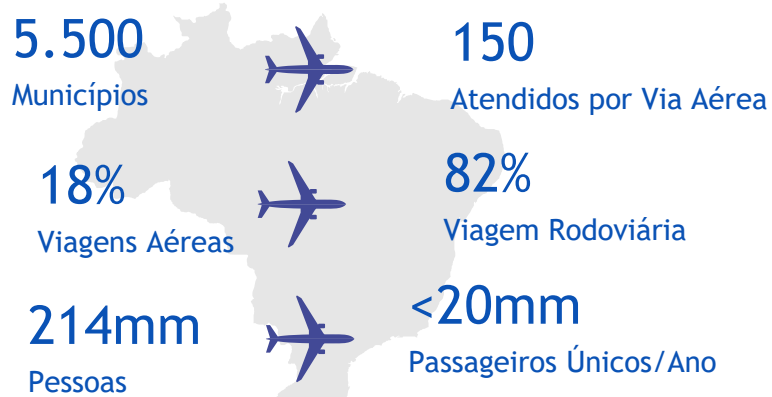 5.500
Municípios
150
Atendidos por Via Aérea
18%
Viagens Aéreas
82%
Viagem Rodoviária
214mm
Pessoas
<20mm
Passageiros Únicos/Ano